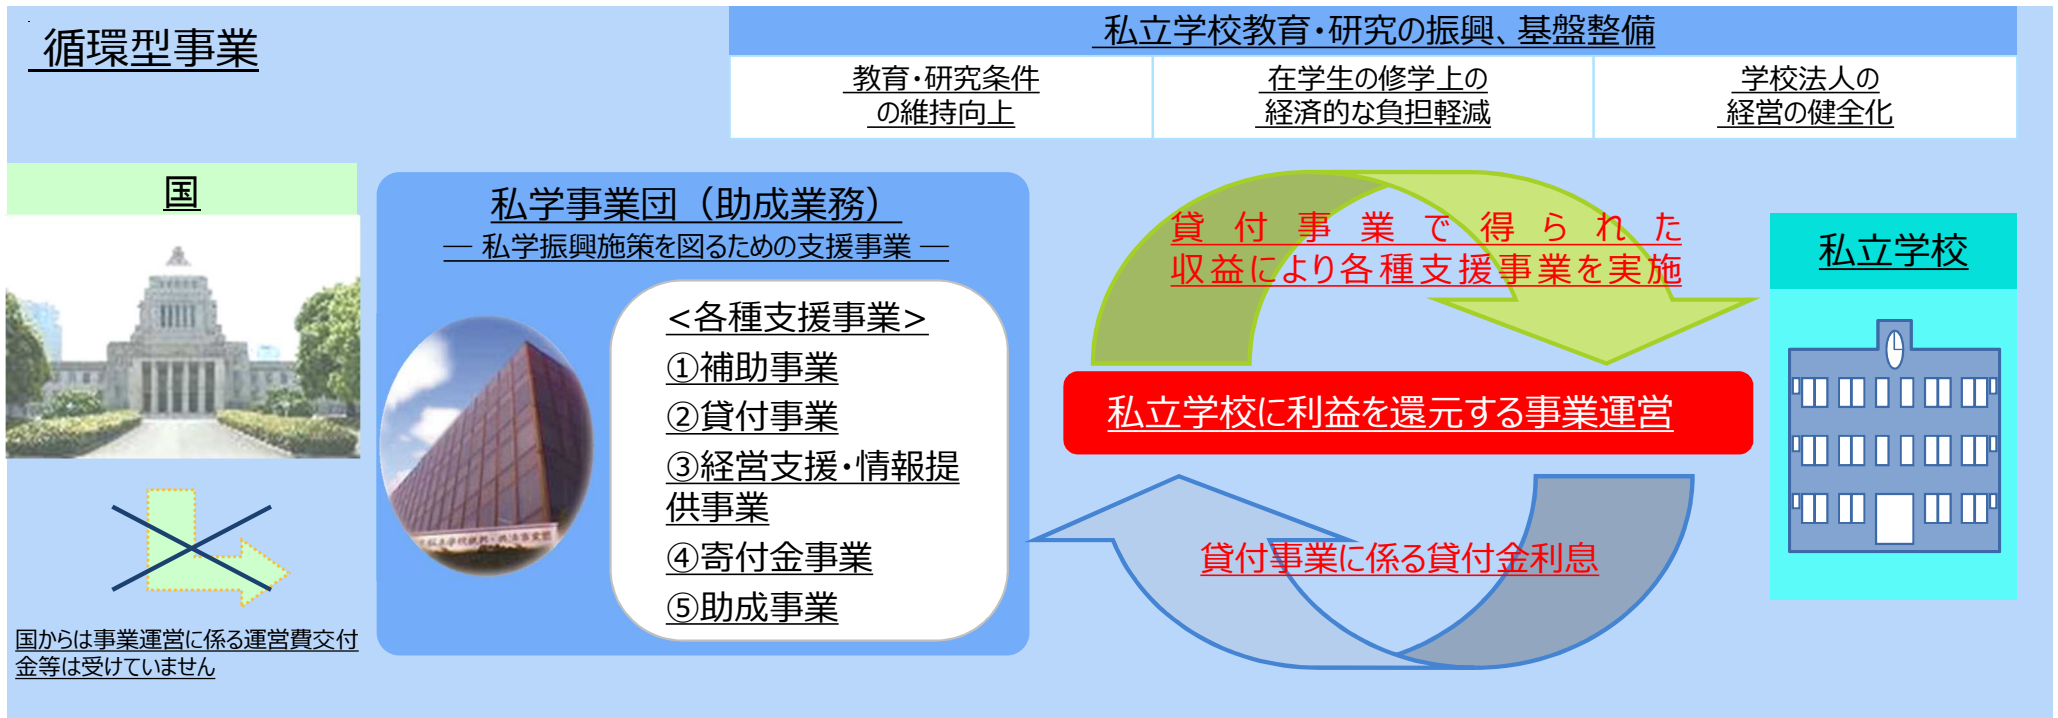 循環型事業
私立学校教育・研究の振興、基盤整備
教育・研究条件
の維持向上
在学生の修学上の
経済的な負担軽減
学校法人の
経営の健全化
国
国からは事業運営に係る運営費交付
金等は受けていません
私学事業団（助成業務）
― 私学振興施策を図るための支援事業 ―
<各種支援事業>
①補助事業
②貸付事業
③経営支援・情報提
供事業
④寄付金事業
⑤助成事業
貸付事業で得られた
収益により各種支援事業を実施
私立学校に利益を還元する事業運営
貸付事業に係る貸付金利息
私立学校